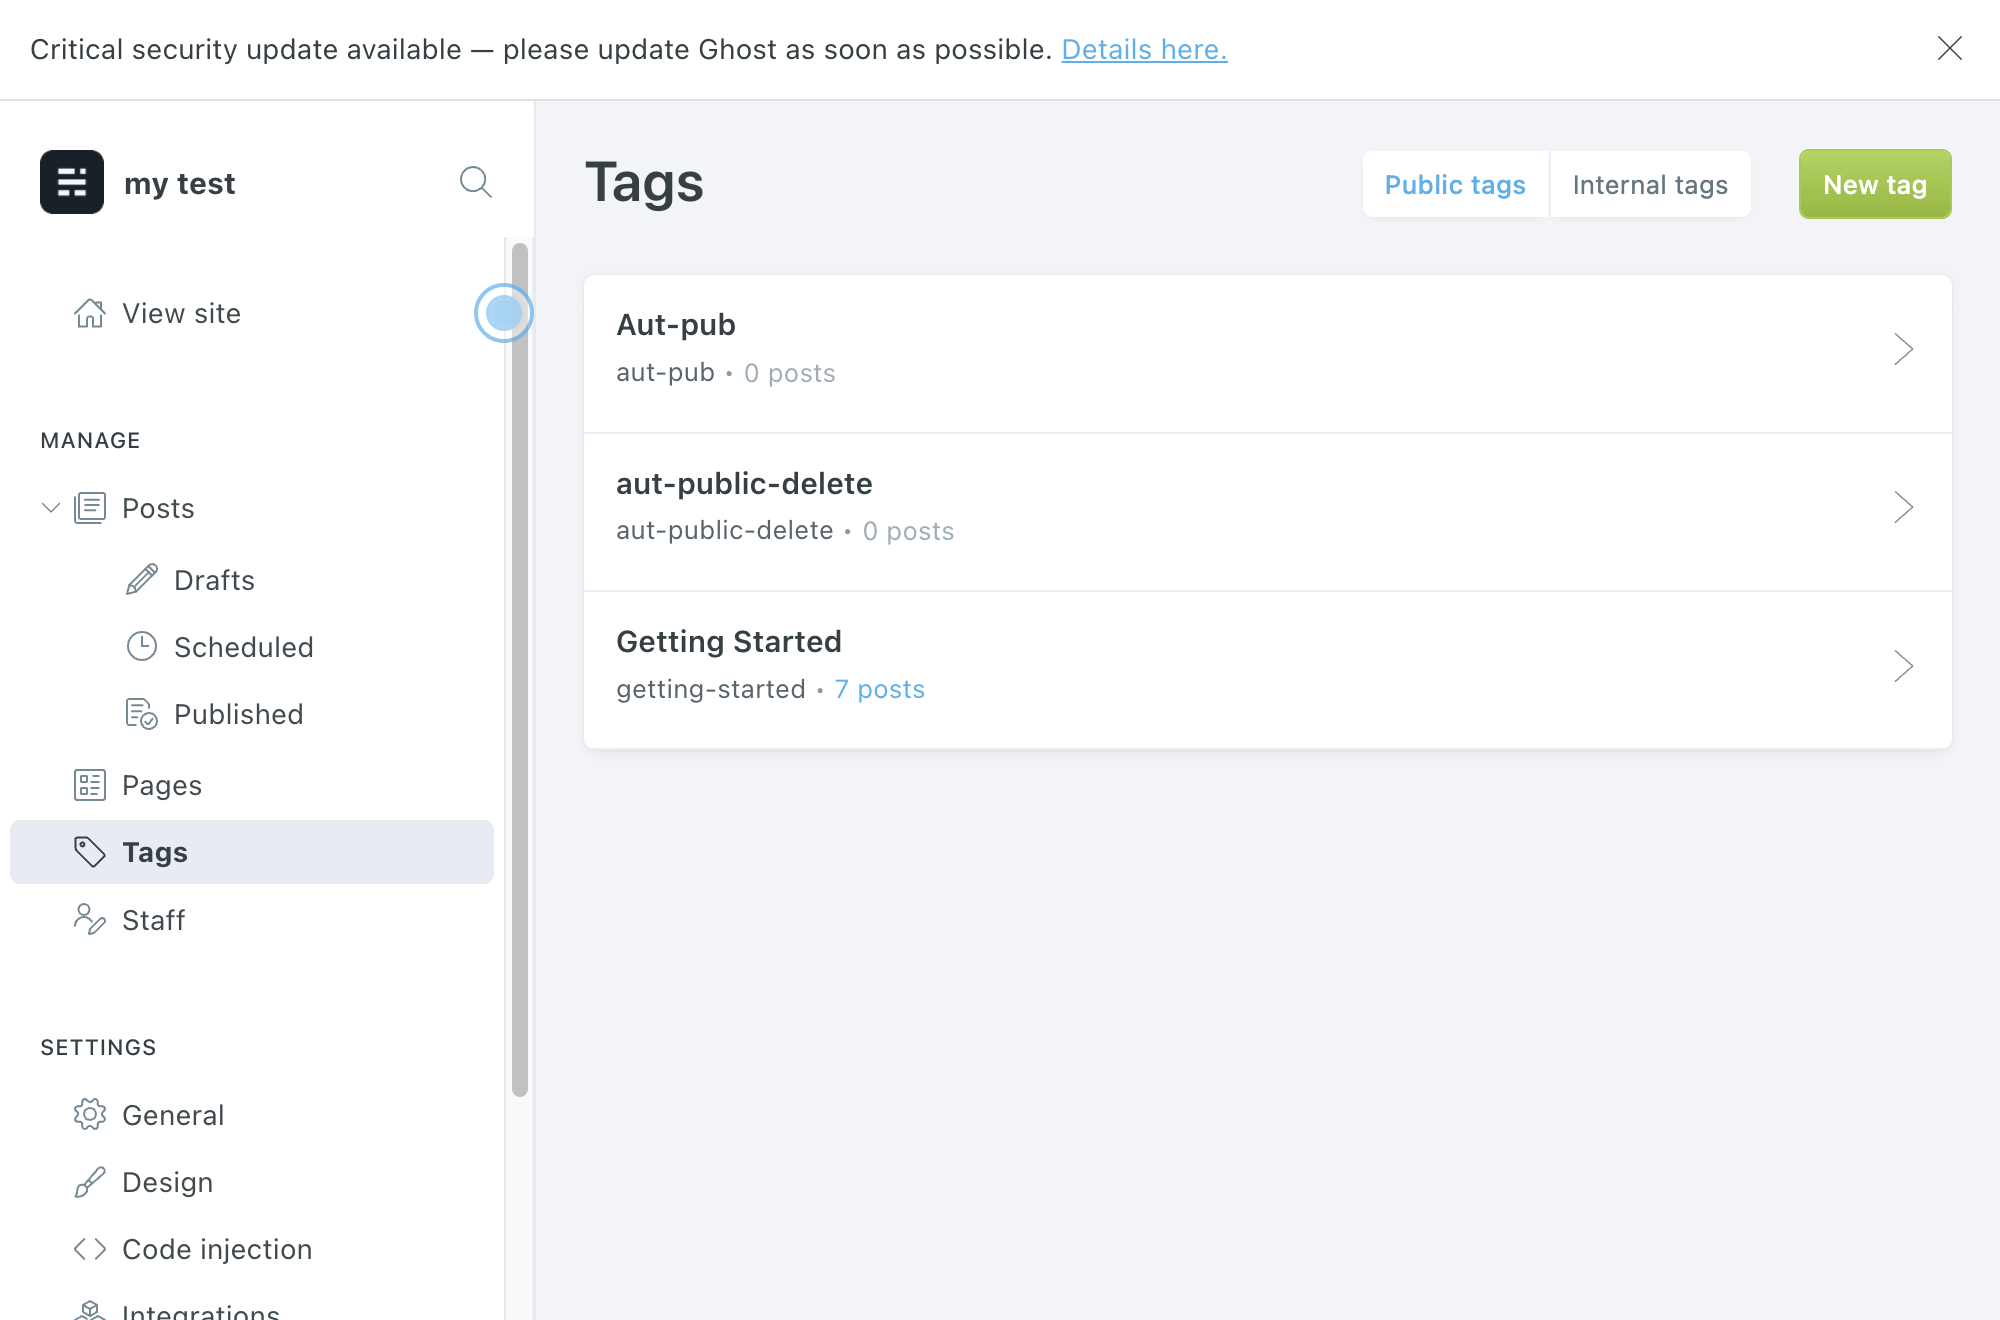 Critical security update available — please update Ghost as soon as possible. Details here.
my test
View site
MANAGE
Posts
Drafts
Scheduled
Published
Pages
Tags
Staff
SETTINGS
General
Design
Code injection
Integrations
Tags
Public tags
Internal tags
New tag
Aut-pub
aut-pub • 0 posts
aut-public-delete
aut-public-delete • 0 posts
Getting Started
getting-started • 7 posts